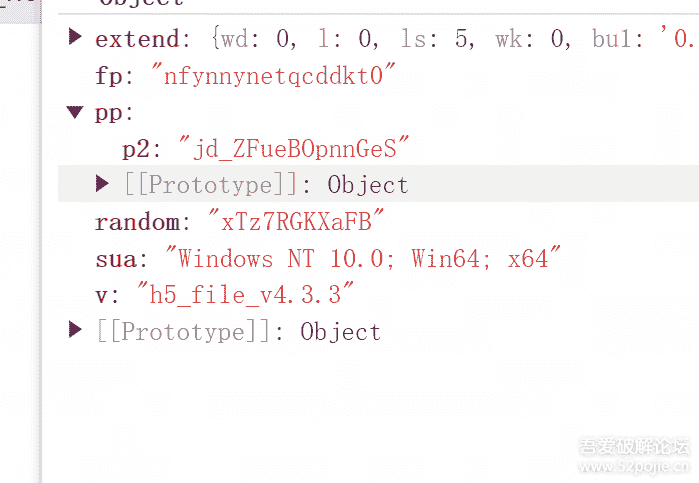 Object
▶ extend: {wd: 0, l: 0, ls: 5, wk: 0, bu1: '0.
fp: "nfynnynetqcddkt0"
▼ pp:
p2: "jd_ZFueBOpnnGeS"
▶ [[Prototype]]: Object
random: "xTz7RGKXaFB"
sua: "Windows NT 10.0; Win64; x64"
v: "h5_file_v4.3.3"
▶ [[Prototype]]: Object
吾爱破解论坛
www.52pojie.cn